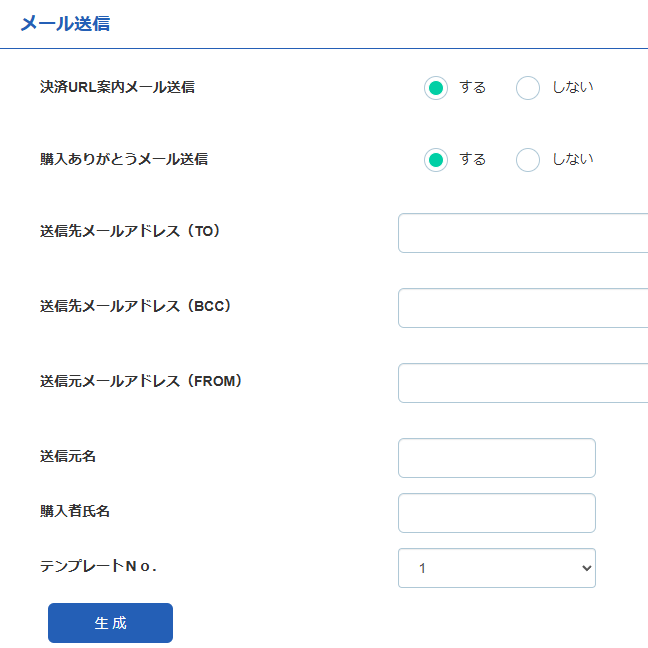 メール送信
決済URL案内メール送信 する しない
購入ありがとうメール送信 する しない
送信先メールアドレス（TO）
送信先メールアドレス（BCC）
送信元メールアドレス（FROM）
送信元名
購入者氏名
テンプレートＮｏ． 1
生成